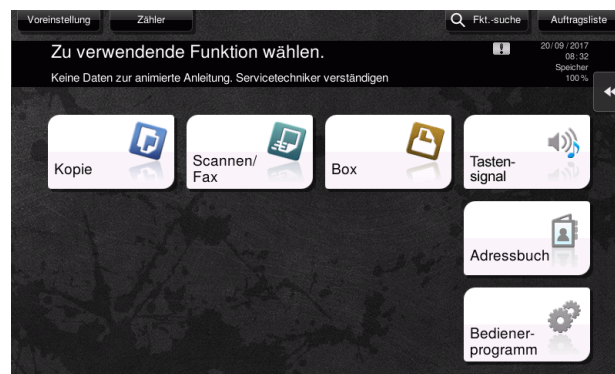 Voreinstellung
Zähler
Fkt.-suche
Auftragsliste
Zu verwendende Funktion wählen.
Keine Daten zur animierte Anleitung. Servicetechniker verständigen
20/09/2017
08:32
Speicher
100%
Kopie
Scannen/
Fax
Box
Tasten-
signal
Adressbuch
Bediener-
programm